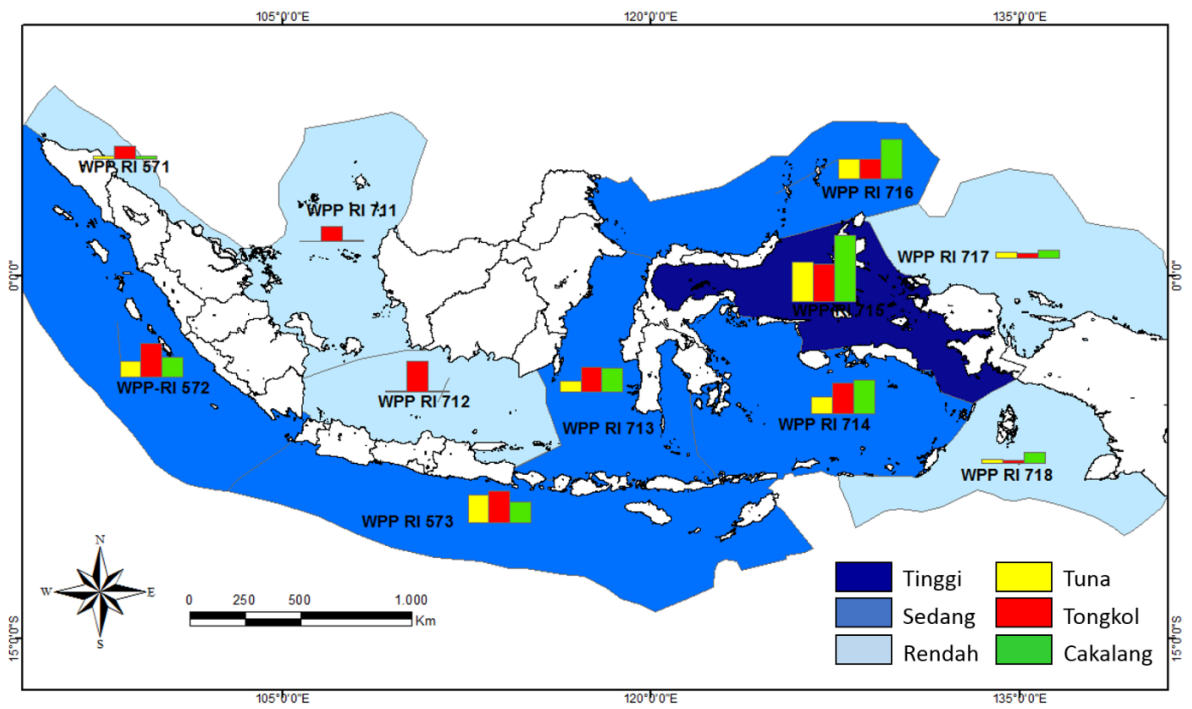 105°0'0"E 120°0'0"E 135°0'0"E
WPP RI 571
WPP RI 711
WPP RI 716
WPP RI 717
0°0'0"
0°0'0"
WPP RI 715
WPP-RI 572
WPP RI 712
WPP RI 713
WPP RI 714
WPP RI 718
WPP RI 573
N
W E
S
0 250 500 1.000
Km
Tinggi Tuna
Sedang Tongkol
Rendah Cakalang
15°0'0"S
15°0'0"S
105°0'0"E 120°0'0"E 135°0'0"E